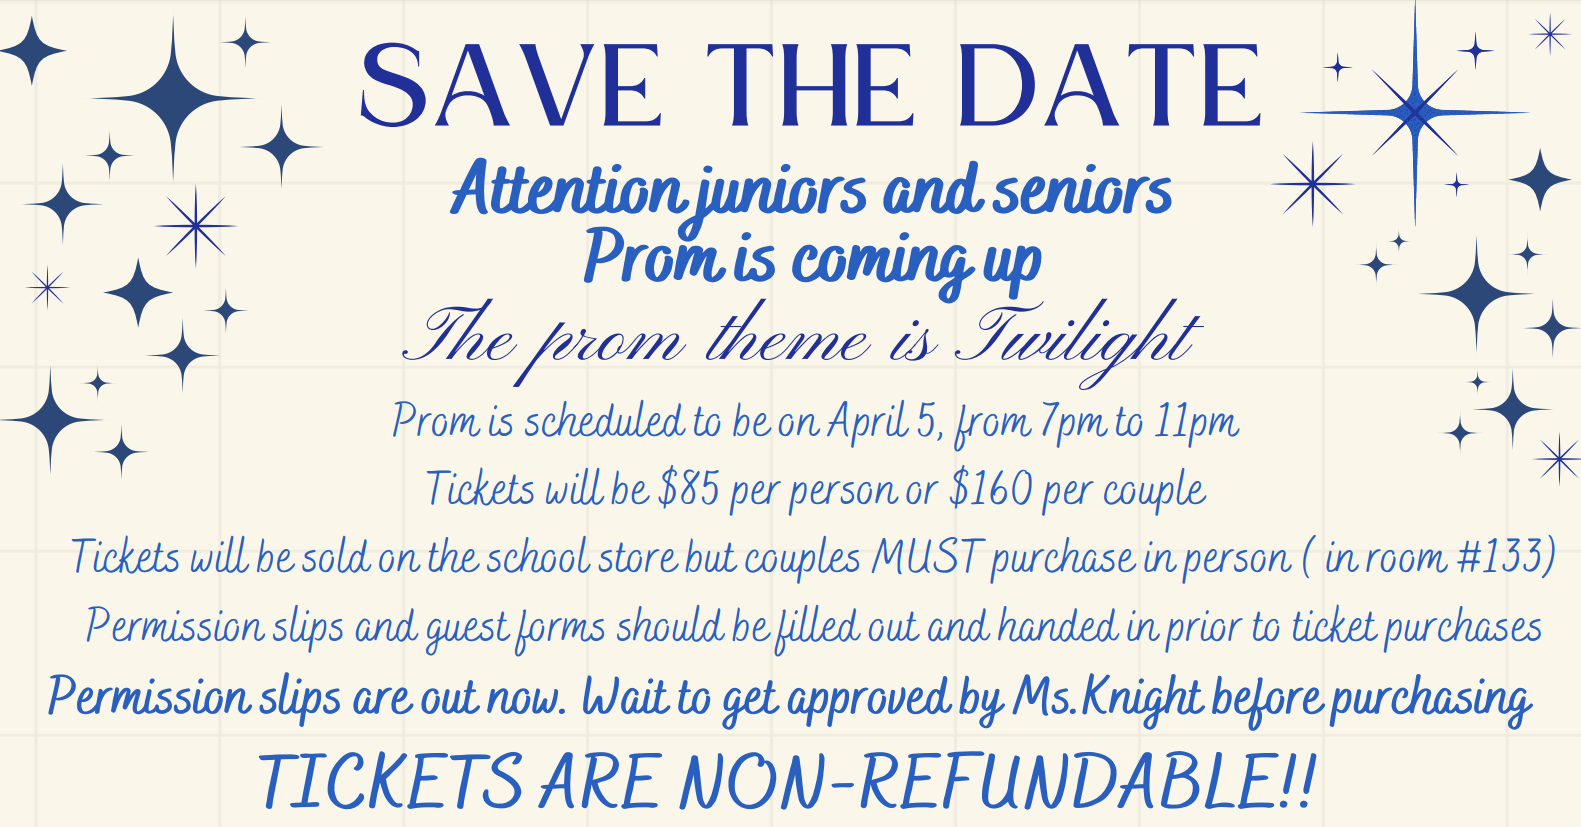 SAVE THE DATE
Attention juniors and seniors
Prom is coming up
The prom theme is Twilight
Prom is scheduled to be on April 5, from 7pm to 11pm
Tickets will be $85 per person or $160 per couple
Tickets will be sold on the school store but couples MUST purchase in person ( in room #133)
Permission slips and guest forms should be filled out and handed in prior to ticket purchases
Permission slips are out now. Wait to get approved by Ms.Knight before purchasing
TICKETS ARE NON-REFUNDABLE!!